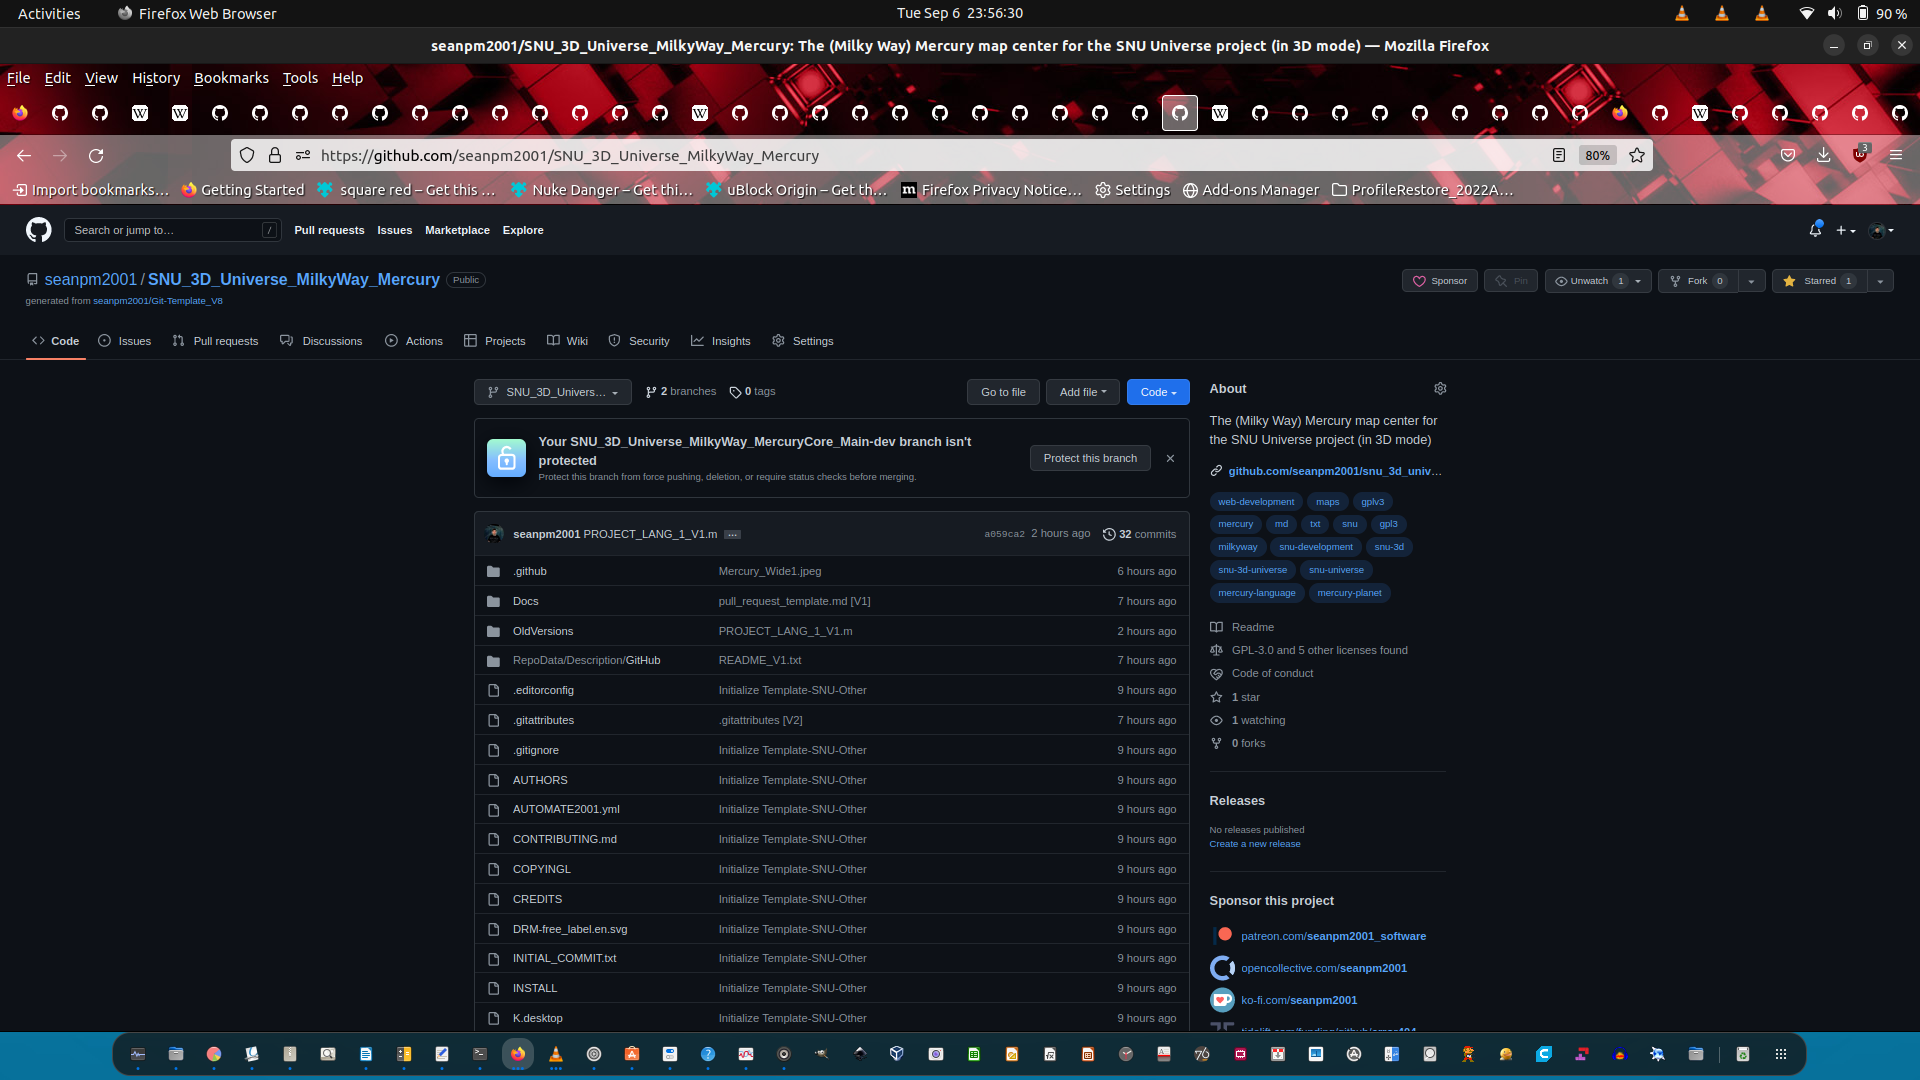 Activities Firefox Web Browser Tue Sep 6 23:56:30 90 %
seanpm2001/SNU_3D_Universe_MilkyWay_Mercury: The (Milky Way) Mercury map center for the SNU Universe project (in 3D mode) — Mozilla Firefox
File Edit View History Bookmarks Tools Help
https://github.com/seanpm2001/SNU_3D_Universe_MilkyWay_Mercury 80% 3
Import bookmarks… Getting Started square red – Get this … Nuke Danger – Get thi… uBlock Origin – Get th… Firefox Privacy Notice… Settings Add-ons Manager ProfileRestore_2022A…
Search or jump to… / Pull requests Issues Marketplace Explore
seanpm2001 / SNU_3D_Universe_MilkyWay_Mercury Public Sponsor Pin Unwatch 1 Fork 0 Starred 1
generated from seanpm2001/Git-Template_V8
Code Issues Pull requests Discussions Actions Projects Wiki Security Insights Settings
SNU_3D_Univers… 2 branches 0 tags Go to file Add file Code
Your SNU_3D_Universe_MilkyWay_MercuryCore_Main-dev branch isn't
protected
Protect this branch from force pushing, deletion, or require status checks before merging.
Protect this branch
seanpm2001 PROJECT_LANG_1_V1.m … a059ca2 2 hours ago 32 commits
.github Mercury_Wide1.jpeg 6 hours ago
Docs pull_request_template.md [V1] 7 hours ago
OldVersions PROJECT_LANG_1_V1.m 2 hours ago
RepoData/Description/GitHub README_V1.txt 7 hours ago
.editorconfig Initialize Template-SNU-Other 9 hours ago
.gitattributes .gitattributes [V2] 7 hours ago
.gitignore Initialize Template-SNU-Other 9 hours ago
AUTHORS Initialize Template-SNU-Other 9 hours ago
AUTOMATE2001.yml Initialize Template-SNU-Other 9 hours ago
CONTRIBUTING.md Initialize Template-SNU-Other 9 hours ago
COPYINGL Initialize Template-SNU-Other 9 hours ago
CREDITS Initialize Template-SNU-Other 9 hours ago
DRM-free_label.en.svg Initialize Template-SNU-Other 9 hours ago
INITIAL_COMMIT.txt Initialize Template-SNU-Other 9 hours ago
INSTALL Initialize Template-SNU-Other 9 hours ago
K.desktop Initialize Template-SNU-Other 9 hours ago
About
The (Milky Way) Mercury map center for
the SNU Universe project (in 3D mode)
github.com/seanpm2001/snu_3d_univ…
web-development maps gplv3
mercury md txt snu gpl3
milkyway snu-development snu-3d
snu-3d-universe snu-universe
mercury-language mercury-planet
Readme
GPL-3.0 and 5 other licenses found
Code of conduct
1 star
1 watching
0 forks
Releases
No releases published
Create a new release
Sponsor this project
patreon.com/seanpm2001_software
opencollective.com/seanpm2001
ko-fi.com/seanpm2001